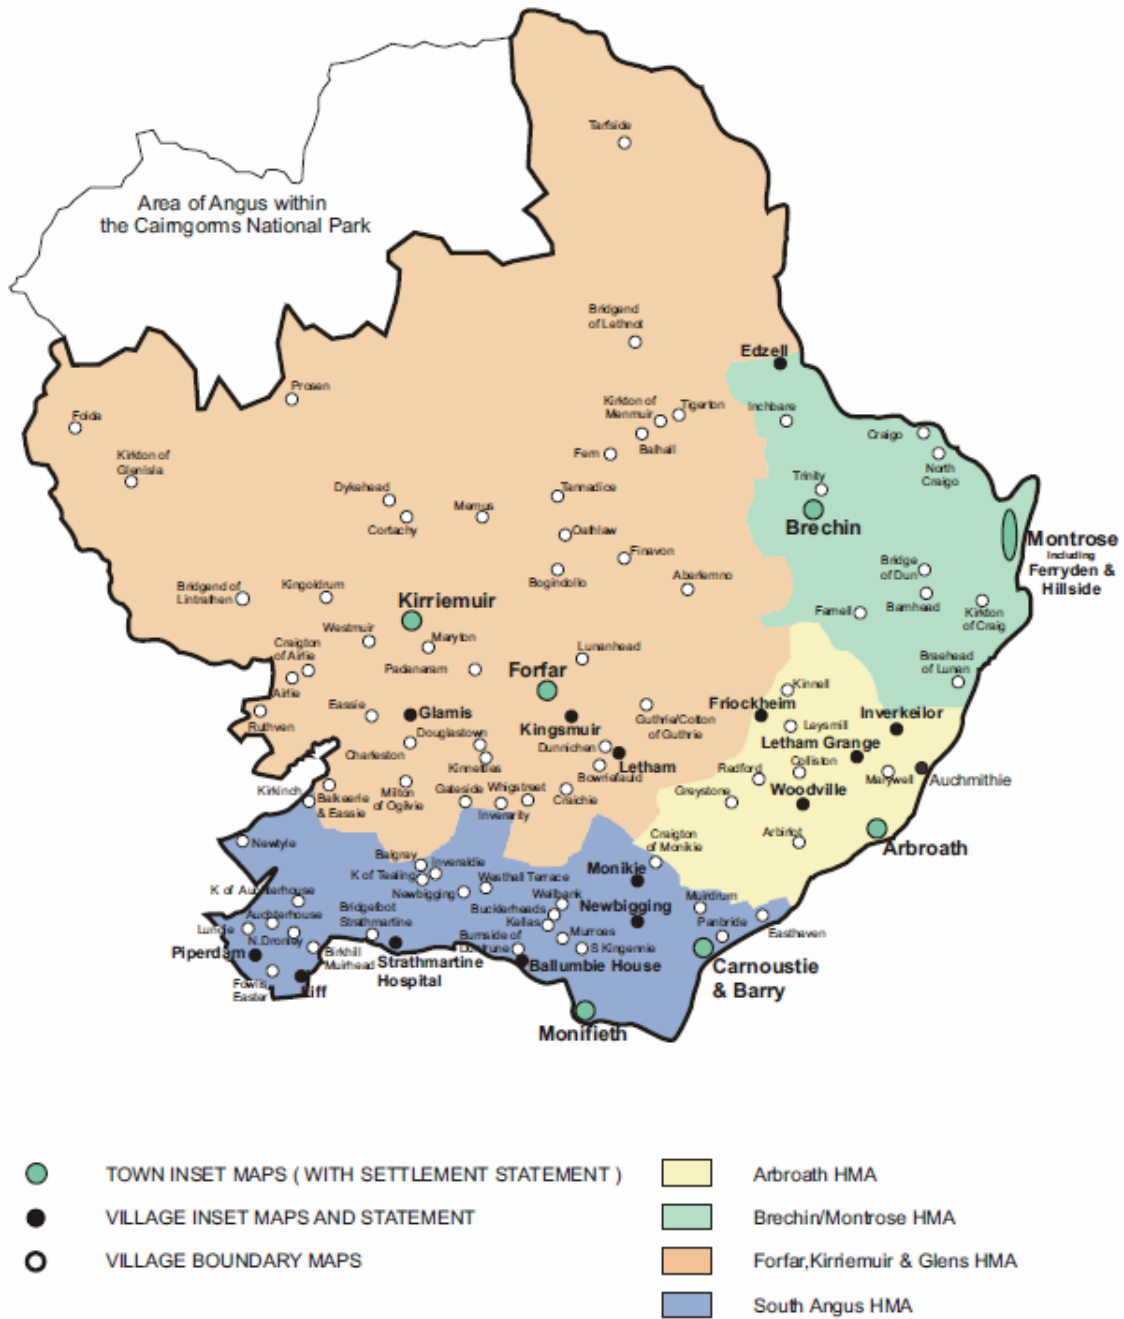 Tarfside
Area of Angus within
the Cairngorms National Park
Bridgend
of Lethnot
Edzell
Prosen
Folda
Kirkton of
Glenisla
Kirkton of
Menmuir
Tigerton
Balhall
Fern
Inchbare
Craigo
North
Craigo
Trinity
Brechin
Montrose
Including
Ferryden &
Hillside
Dykehead
Cortachy
Memus
Tannadice
Oathlaw
Finavon
Bogindollo
Aberlemno
Bridge
of Dun
Barnhead
Farnell
Kirkton
of Craig
Braehead
of Lunan
Bridgend of
Lintrathen
Kingoldrum
Kirriemuir
Westmuir
Maryton
Craigton
of Airlie
Airlie
Padanaram
Lunanhead
Forfar
Ruthven
Eassie
Glamis
Kingsmuir
Guthrie/Cotton
of Guthrie
Kinnell
Friockheim
Leysmill
Inverkeilor
Letham Grange
Charleston
Douglastown
Kinnettles
Dunnichen
Letham
Bowriefauld
Redford
Colliston
Marywell
Auchmithie
Kirkinch
Balkeerie
& Eassie
Milton
of Ogilvie
Gateside
Whigstreet
Inverarity
Craichie
Greystone
Woodville
Arbirlot
Arbroath
Newtyle
Balgray
Inveraldie
K of Tealing
Newbigging
Westhall Terrace
Craigton
of Monikie
Monikie
K of Auchterhouse
Auchterhouse
Bridgefoot
Strathmartine
Wellbank
Bucklerheads
Kellas
Newbigging
Muirdrum
Panbride
Easthaven
Lundie
N.Dronley
Piperdam
Birkhill
Muirhead
Strathmartine
Hospital
Burnside of
Duntrune
Murroes
S Kingennie
Ballumbie House
Carnoustie
& Barry
Fowlis
Easter
Liff
Monifieth
TOWN INSET MAPS ( WITH SETTLEMENT STATEMENT )
VILLAGE INSET MAPS AND STATEMENT
VILLAGE BOUNDARY MAPS
Arbroath HMA
Brechin/Montrose HMA
Forfar,Kirriemuir & Glens HMA
South Angus HMA